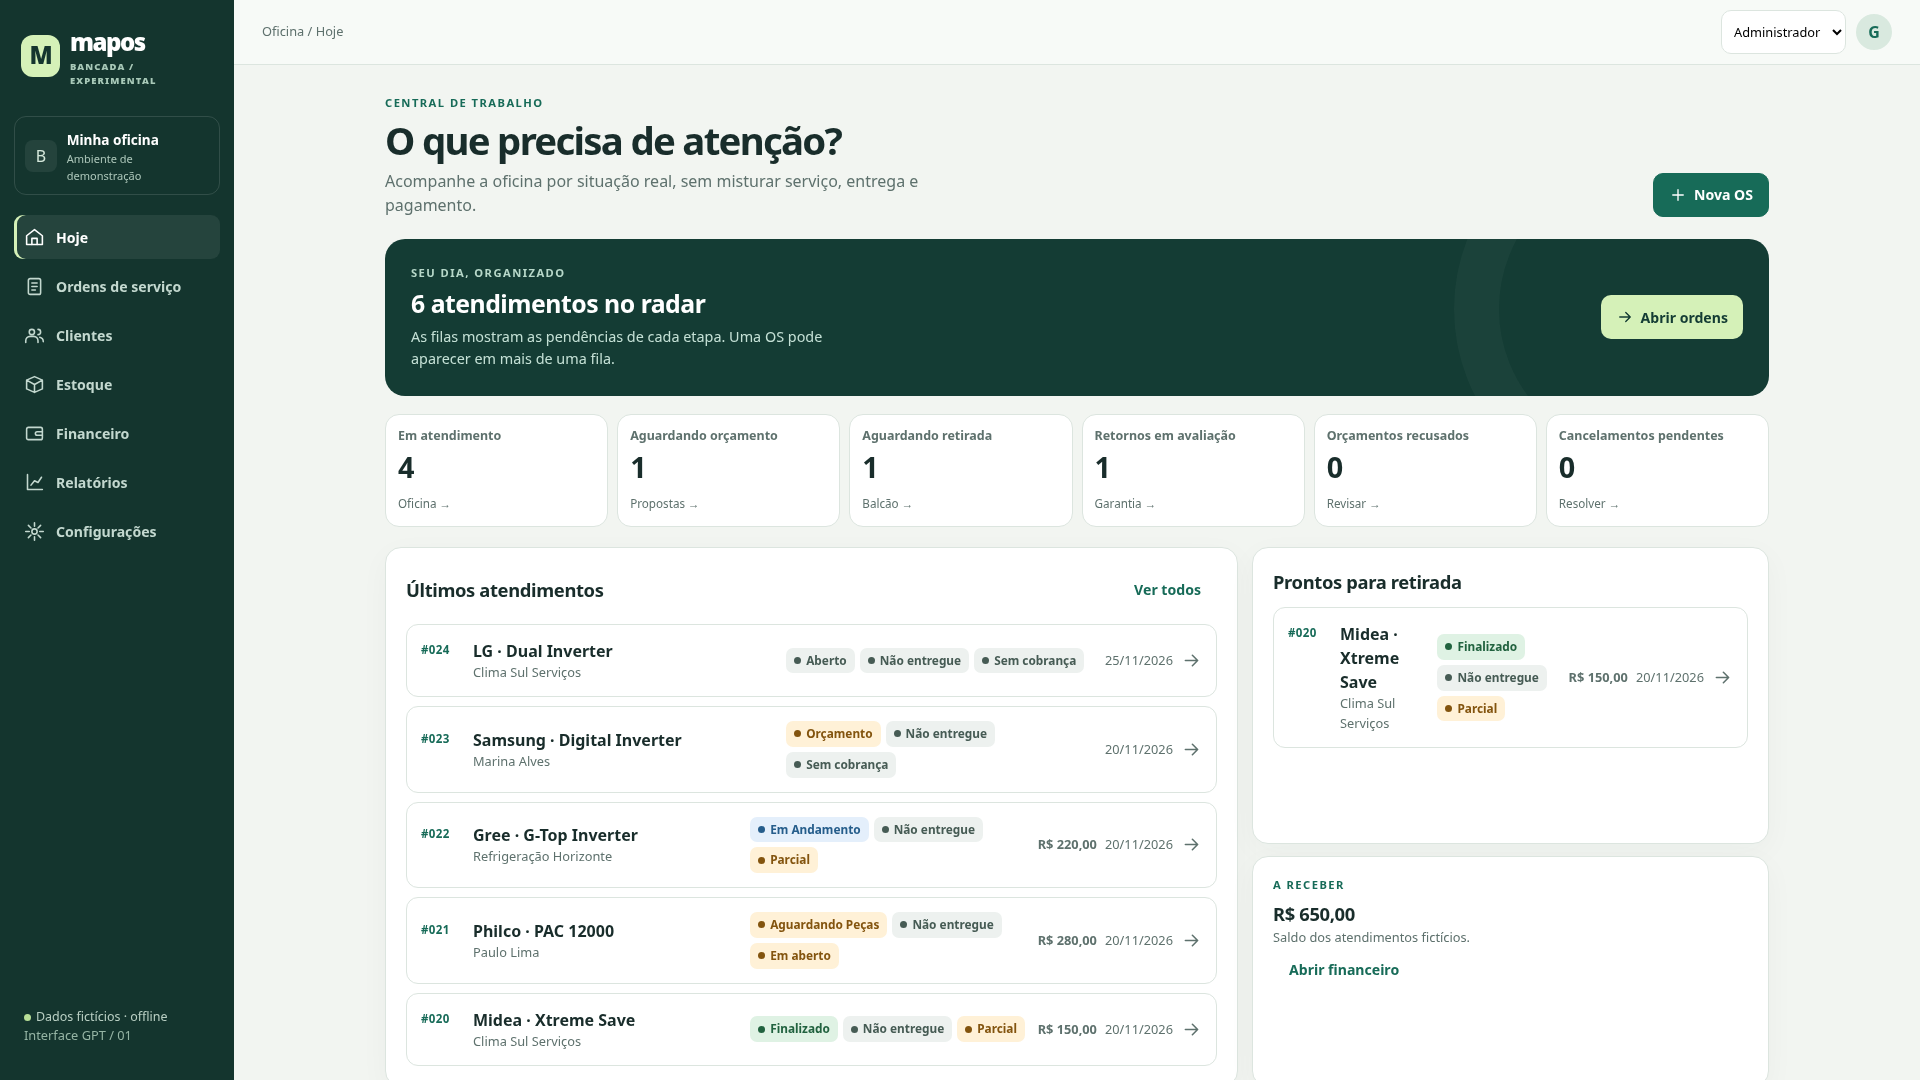 M
mapos
BANCADA /
EXPERIMENTAL
B
Minha oficina
Ambiente de
demonstração
Hoje
Ordens de serviço
Clientes
Estoque
Financeiro
Relatórios
Configurações
Dados fictícios · offline
Interface GPT / 01
Oficina / Hoje
Administrador
G
CENTRAL DE TRABALHO
O que precisa de atenção?
Acompanhe a oficina por situação real, sem misturar serviço, entrega e
pagamento.
Nova OS
SEU DIA, ORGANIZADO
6 atendimentos no radar
As filas mostram as pendências de cada etapa. Uma OS pode
aparecer em mais de uma fila.
Abrir ordens
Em atendimento
4
Oficina →
Aguardando orçamento
1
Propostas →
Aguardando retirada
1
Balcão →
Retornos em avaliação
1
Garantia →
Orçamentos recusados
0
Revisar →
Cancelamentos pendentes
0
Resolver →
Últimos atendimentos
Ver todos
#024
LG · Dual Inverter
Clima Sul Serviços
Aberto
Não entregue
Sem cobrança
25/11/2026
#023
Samsung · Digital Inverter
Marina Alves
Orçamento
Não entregue
Sem cobrança
20/11/2026
#022
Gree · G-Top Inverter
Refrigeração Horizonte
Em Andamento
Não entregue
Parcial
R$ 220,00
20/11/2026
#021
Philco · PAC 12000
Paulo Lima
Aguardando Peças
Não entregue
Em aberto
R$ 280,00
20/11/2026
#020
Midea · Xtreme Save
Clima Sul Serviços
Finalizado
Não entregue
Parcial
R$ 150,00
20/11/2026
Prontos para retirada
#020
Midea ·
Xtreme
Save
Clima Sul
Serviços
Finalizado
Não entregue
Parcial
R$ 150,00
20/11/2026
A RECEBER
R$ 650,00
Saldo dos atendimentos fictícios.
Abrir financeiro